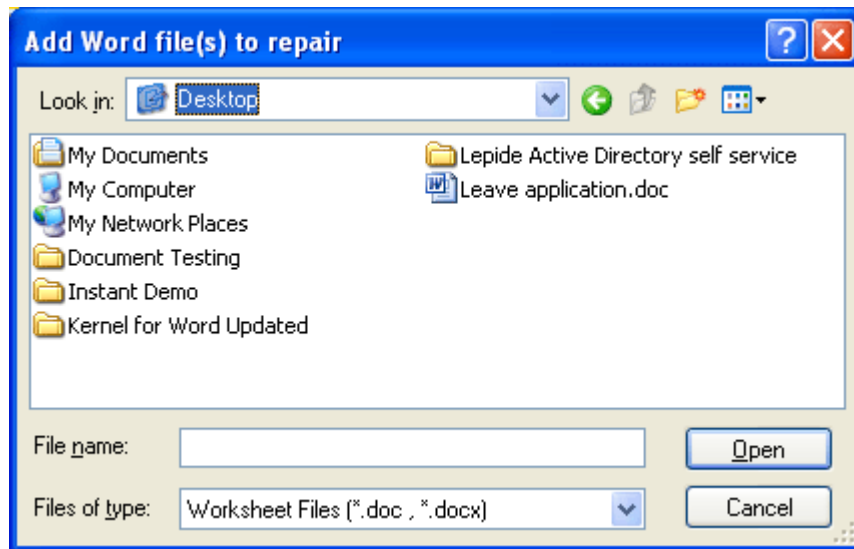 Add Word file(s) to repair
Look in: Desktop
My Documents
My Computer
My Network Places
Document Testing
Instant Demo
Kernel for Word Updated
Lepide Active Directory self service
Leave application.doc
File name:
Open
Files of type: Worksheet Files (*.doc , *.docx)
Cancel